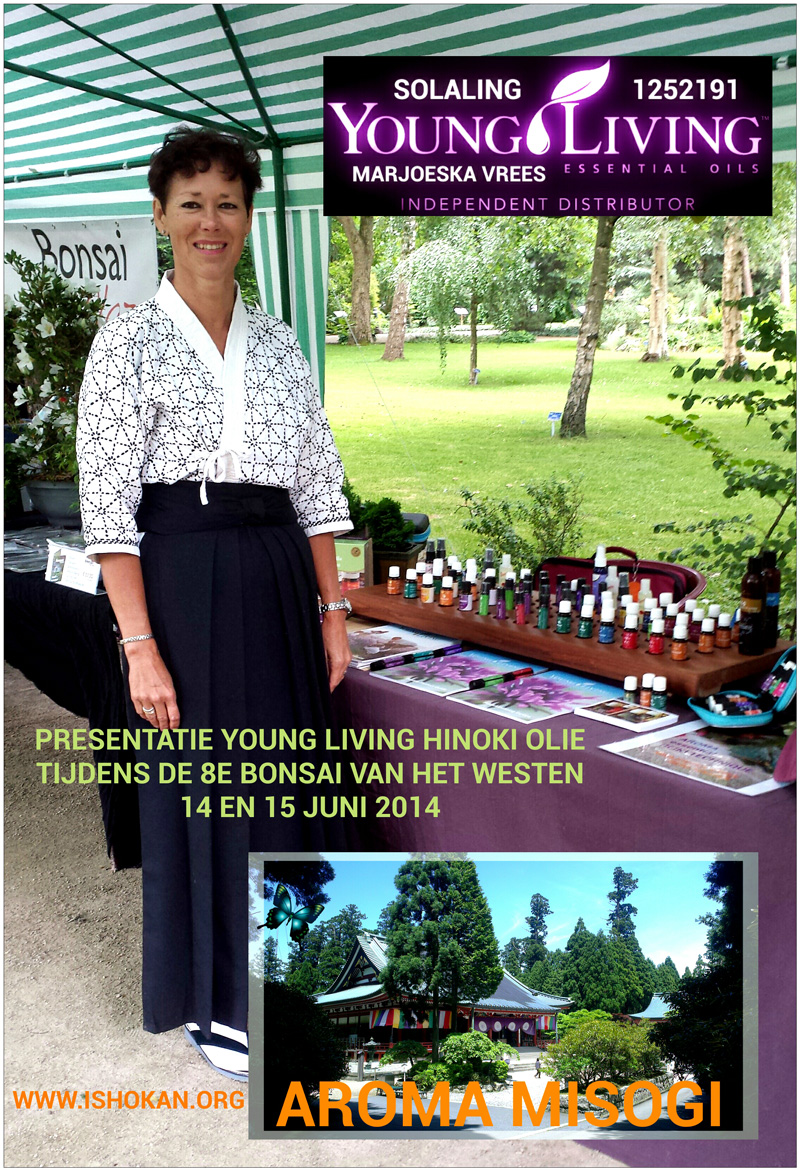 SOLALING 1252191
YOUNG LIVING™
MARJOESKA VREES ESSENTIAL OILS
INDEPENDENT DISTRIBUTOR
Bonsai
PRESENTATIE YOUNG LIVING HINOKI OLIE
TIJDENS DE 8E BONSAI VAN HET WESTEN
14 EN 15 JUNI 2014
WWW.1SHOKAN.ORG
AROMA MISOGI